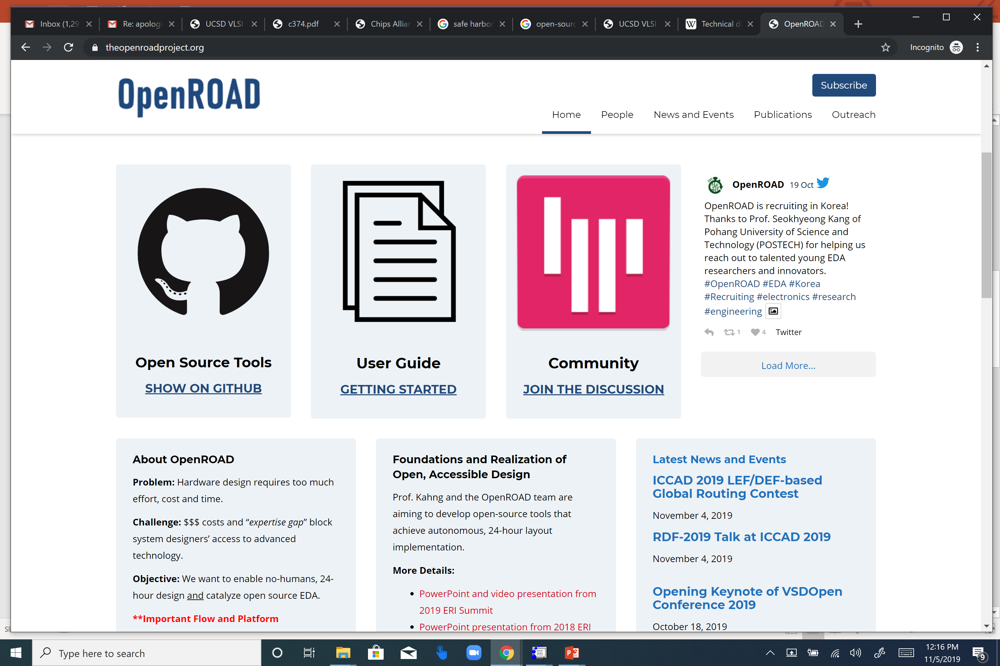 Inbox (1,29
Re: apologi
UCSD VLSI
c374.pdf
Chips Allian
safe harbor
open-sourc
UCSD VLSI
W
Technical d
OpenROAD
theopenroadproject.org
Incognito
OpenROAD
Subscribe
Home
People
News and Events
Publications
Outreach
Open Source Tools
SHOW ON GITHUB
User Guide
GETTING STARTED
Community
JOIN THE DISCUSSION
OpenROAD 19 Oct
OpenROAD is recruiting in Korea!
Thanks to Prof. Seokhyeong Kang of
Pohang University of Science and
Technology (POSTECH) for helping us
reach out to talented young EDA
researchers and innovators.
#OpenROAD #EDA #Korea
#Recruiting #electronics #research
#engineering
1 4 Twitter
Load More...
About OpenROAD
Problem: Hardware design requires too much
effort, cost and time.
Challenge: $$$ costs and “expertise gap” block
system designers’ access to advanced
technology.
Objective: We want to enable no-humans, 24-
hour design and catalyze open source EDA.
**Important Flow and Platform
Foundations and Realization of
Open, Accessible Design
Prof. Kahng and the OpenROAD team are
aiming to develop open-source tools that
achieve autonomous, 24-hour layout
implementation.
More Details:
• PowerPoint and video presentation from
2019 ERI Summit
• PowerPoint presentation from 2018 ERI
Latest News and Events
ICCAD 2019 LEF/DEF-based
Global Routing Contest
November 4, 2019
RDF-2019 Talk at ICCAD 2019
November 4, 2019
Opening Keynote of VSDOpen
Conference 2019
October 18, 2019
Type here to search
12:16 PM
11/5/2019
9